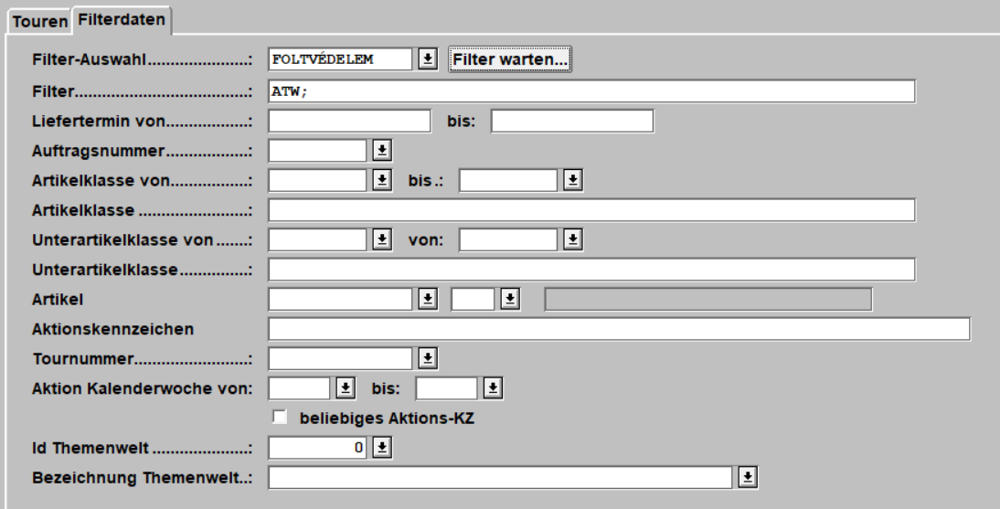 Touren Filterdaten
Filter-Auswahl.....................: FOLTVÉDELEM Filter warten...
Filter...................................: ATW;
Liefertermin von.................: bis:
Auftragsnummer.................:
Artikelklasse von................: bis.:
Artikelklasse ......................:
Unterartikelklasse von .......: von:
Unterartikelklasse..............:
Artikel
Aktionskennzeichen
Tournummer.......................:
Aktion Kalenderwoche von: bis:
beliebiges Aktions-KZ
Id Themenwelt ...................: 0
Bezeichnung Themenwelt..: